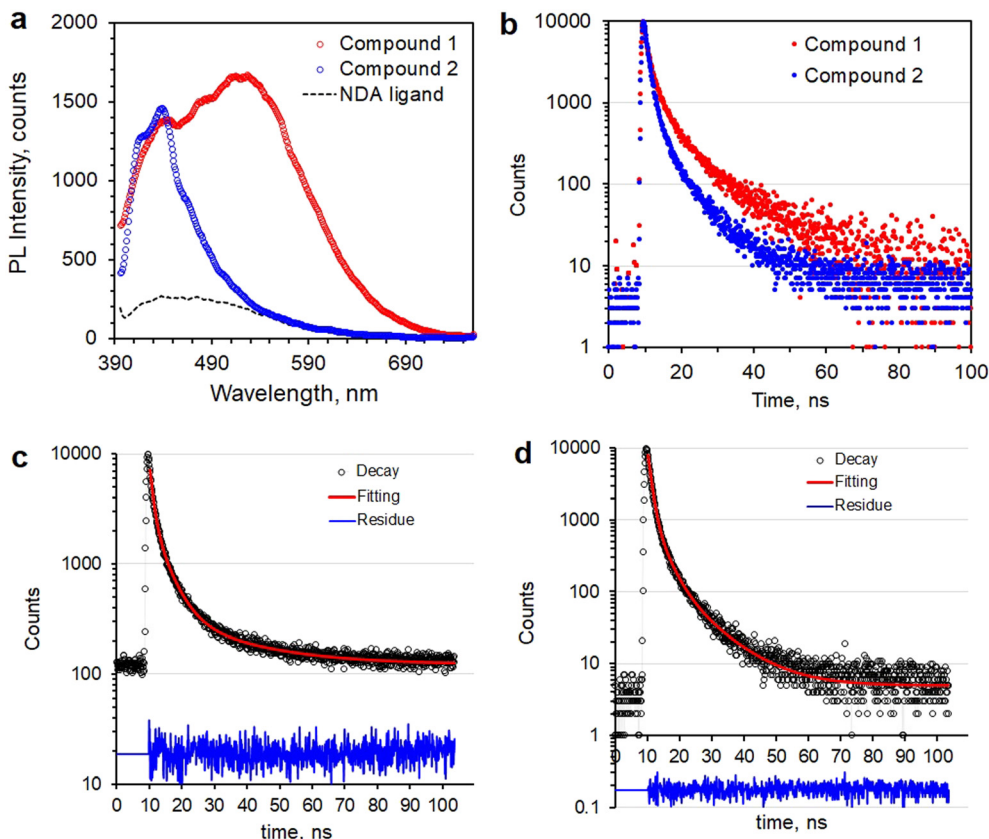 a
2000
1500
1000
500
0
PL Intensity, counts
Compound 1
Compound 2
NDA ligand
390 490 590 690
Wavelength, nm
b
10000
1000
100
10
1
Counts
Compound 1
Compound 2
0 20 40 60 80 100
Time, ns
c
10000
1000
100
10
Counts
Decay
Fitting
Residue
0 10 20 30 40 50 60 70 80 90 100
time, ns
d
10000
1000
100
10
1
0.1
Counts
Decay
Fitting
Residue
0 10 20 30 40 50 60 70 80 90 100
time, ns